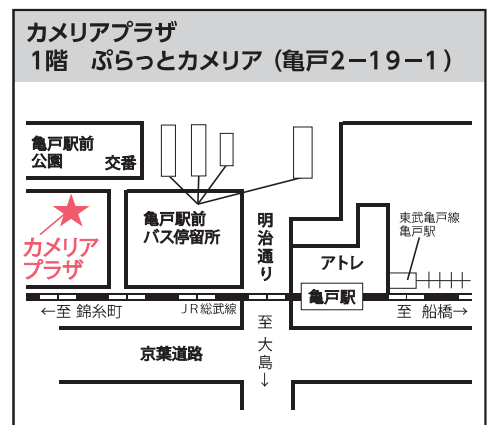 カメリアプラザ
1階　ぷらっとカメリア（亀戸2－19－1）
亀戸駅前
公園
交番
カメリア
プラザ
亀戸駅前
バス停留所
明治通り
アトレ
東武亀戸線
亀戸駅
亀戸駅
←至 錦糸町
JR総武線
至 船橋→
至大島↓
京葉道路